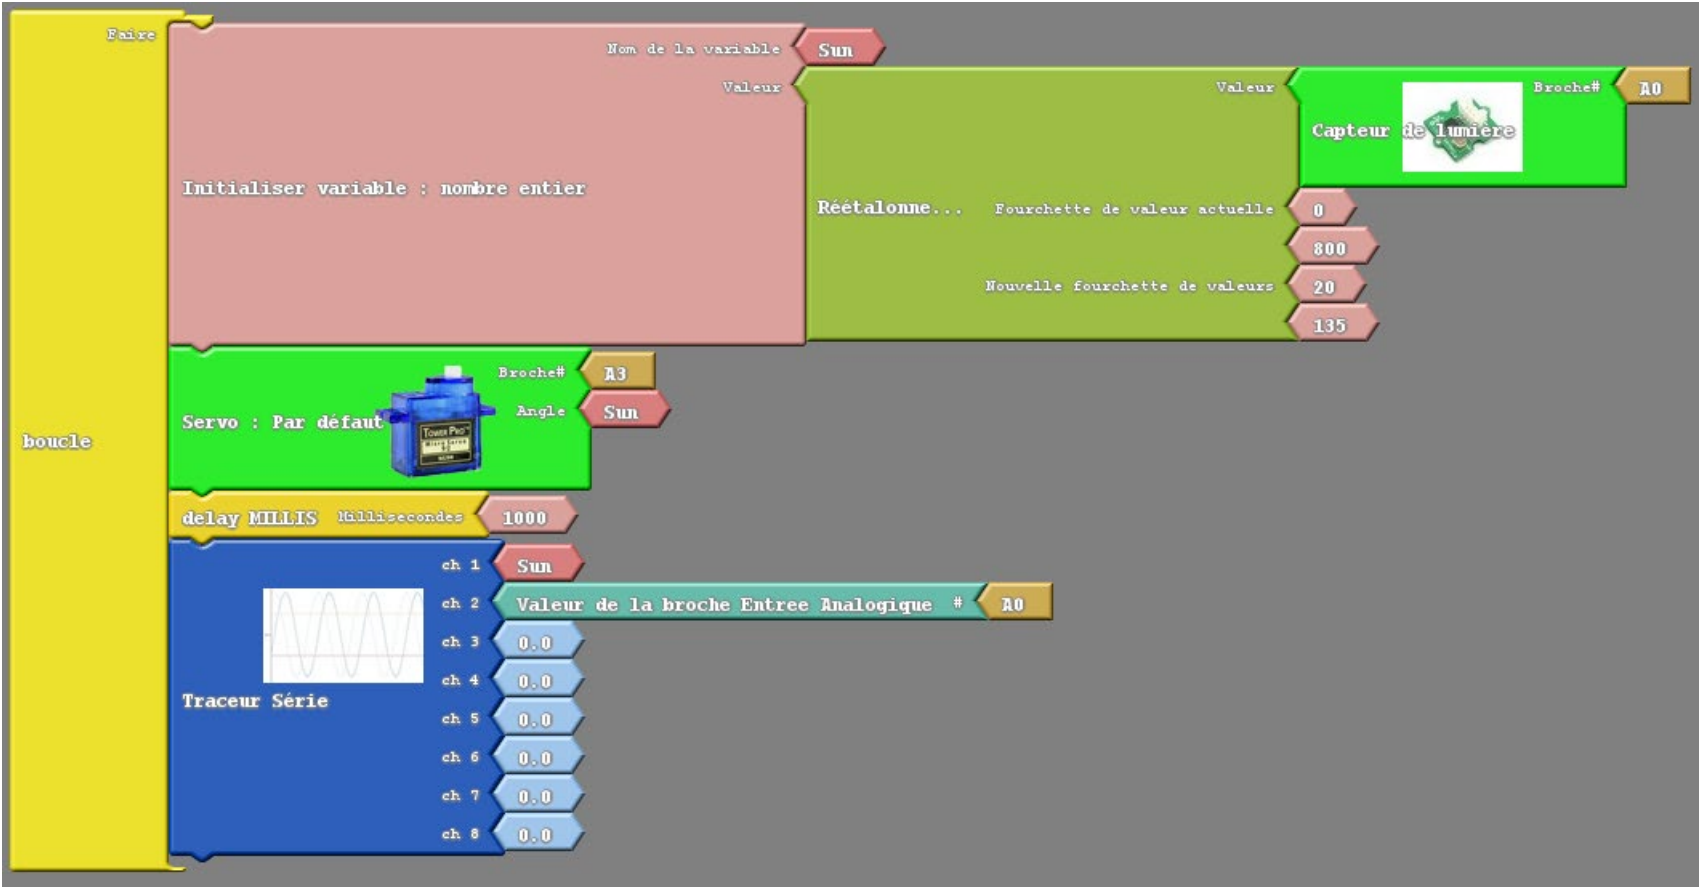 Faire
Nom de la variable Sun
Valeur
Valeur
Broche# A0
Capteur de lumière
Initialiser variable : nombre entier
Réétalonne... Fourchette de valeur actuelle 0
800
Nouvelle fourchette de valeurs 20
135
Broche# A3
Angle Sun
Servo : Par défaut
Tower Pro
boucle
delay MILLIS Millisecondes 1000
ch 1 Sun
ch 2 Valeur de la broche Entree Analogique # A0
ch 3 0.0
ch 4 0.0
Traceur Série
ch 5 0.0
ch 6 0.0
ch 7 0.0
ch 8 0.0